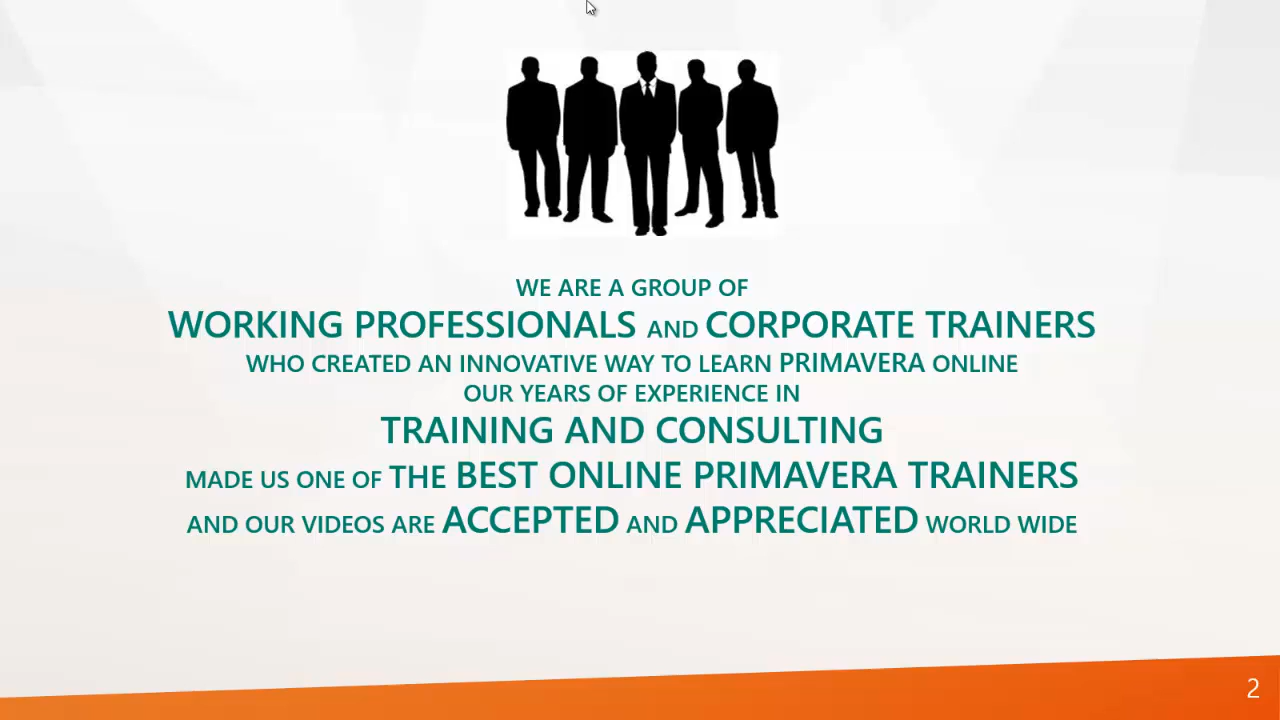 WE ARE A GROUP OF
WORKING PROFESSIONALS AND CORPORATE TRAINERS
WHO CREATED AN INNOVATIVE WAY TO LEARN PRIMAVERA ONLINE
OUR YEARS OF EXPERIENCE IN
TRAINING AND CONSULTING
MADE US ONE OF THE BEST ONLINE PRIMAVERA TRAINERS
AND OUR VIDEOS ARE ACCEPTED AND APPRECIATED WORLD WIDE
2